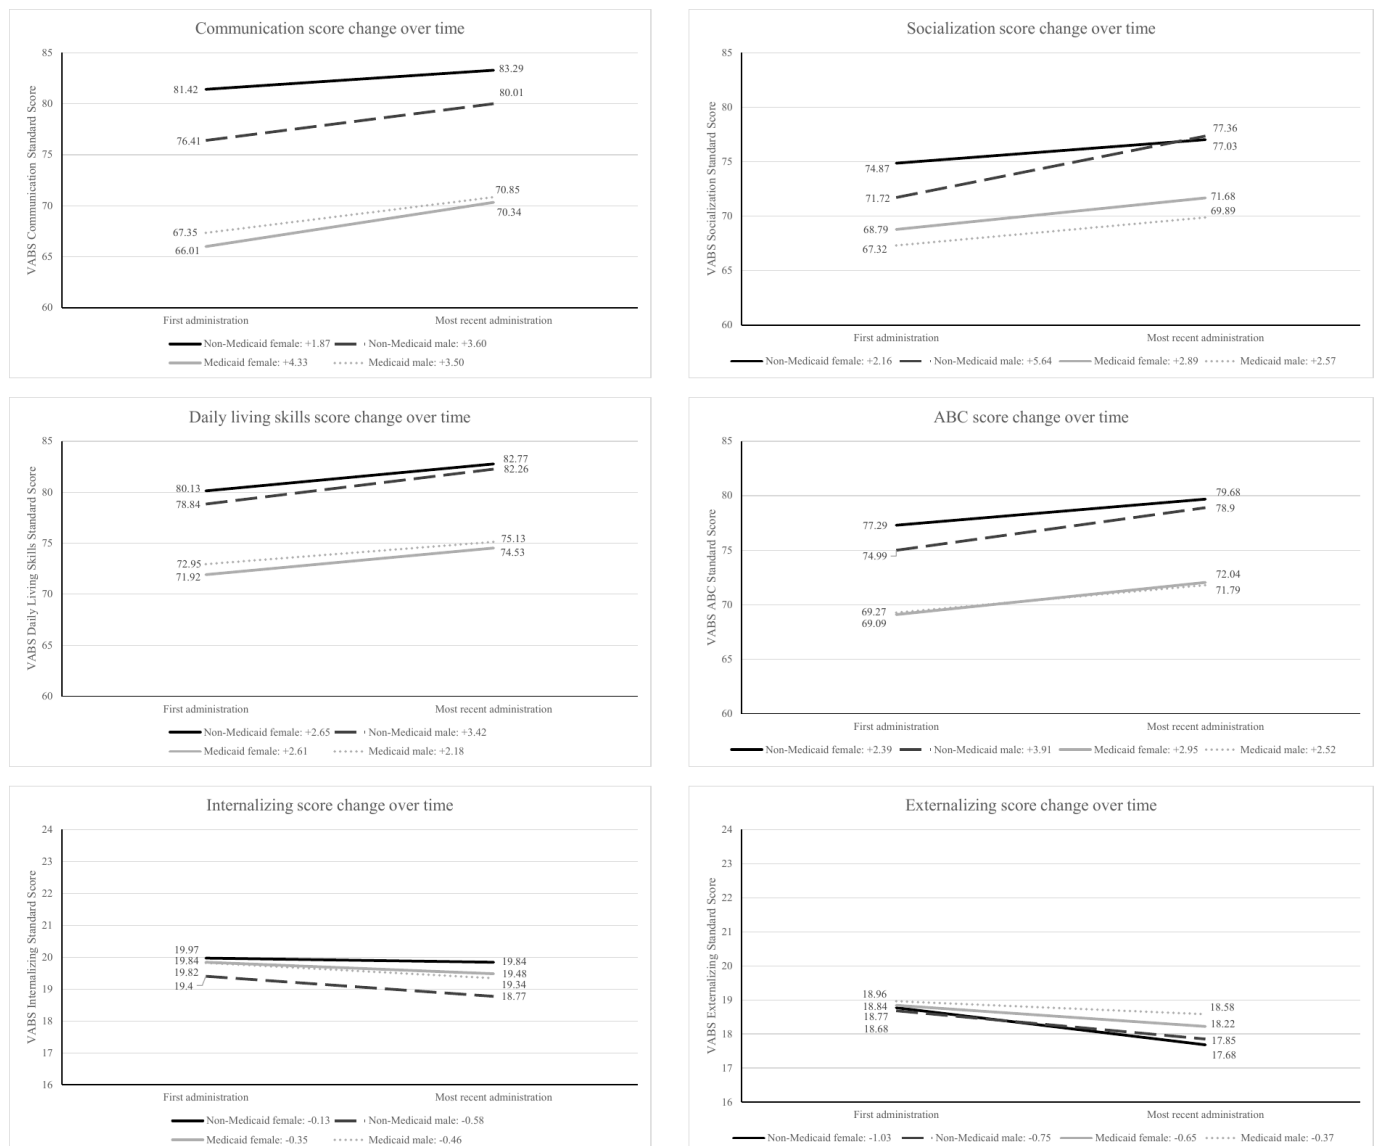 Communication score change over time
VABS Communication Standard Score
85
80
75
70
65
60
81.42
83.29
76.41
80.01
67.35
70.85
66.01
70.34
First administration
Most recent administration
Non-Medicaid female: +1.87
Non-Medicaid male: +3.60
Medicaid female: +4.33
Medicaid male: +3.50
Socialization score change over time
VABS Socialization Standard Score
85
80
75
70
65
60
74.87
77.36
77.03
71.72
68.79
71.68
67.32
69.89
First administration
Most recent administration
Non-Medicaid female: +2.16
Non-Medicaid male: +5.64
Medicaid female: +2.89
Medicaid male: +2.57
Daily living skills score change over time
VABS Daily Living Skills Standard Score
85
80
75
70
65
60
80.13
82.77
78.84
82.26
72.95
75.13
71.92
74.53
First administration
Most recent administration
Non-Medicaid female: +2.65
Non-Medicaid male: +3.42
Medicaid female: +2.61
Medicaid male: +2.18
ABC score change over time
VABS ABC Standard Score
85
80
75
70
65
60
77.29
79.68
74.99
78.9
69.27
72.04
69.09
71.79
First administration
Most recent administration
Non-Medicaid female: +2.39
Non-Medicaid male: +3.91
Medicaid female: +2.95
Medicaid male: +2.52
Internalizing score change over time
VABS Internalizing Standard Score
24
23
22
21
20
19
18
17
16
19.97
19.84
19.84
19.82
19.48
19.4
19.34
18.77
First administration
Most recent administration
Non-Medicaid female: -0.13
Non-Medicaid male: -0.58
Medicaid female: -0.35
Medicaid male: -0.46
Externalizing score change over time
VABS Externalizing Standard Score
24
23
22
21
20
19
18
17
16
18.96
18.84
18.77
18.68
18.58
18.22
17.85
17.68
First administration
Most recent administration
Non-Medicaid female: -1.03
Non-Medicaid male: -0.75
Medicaid female: -0.65
Medicaid male: -0.37